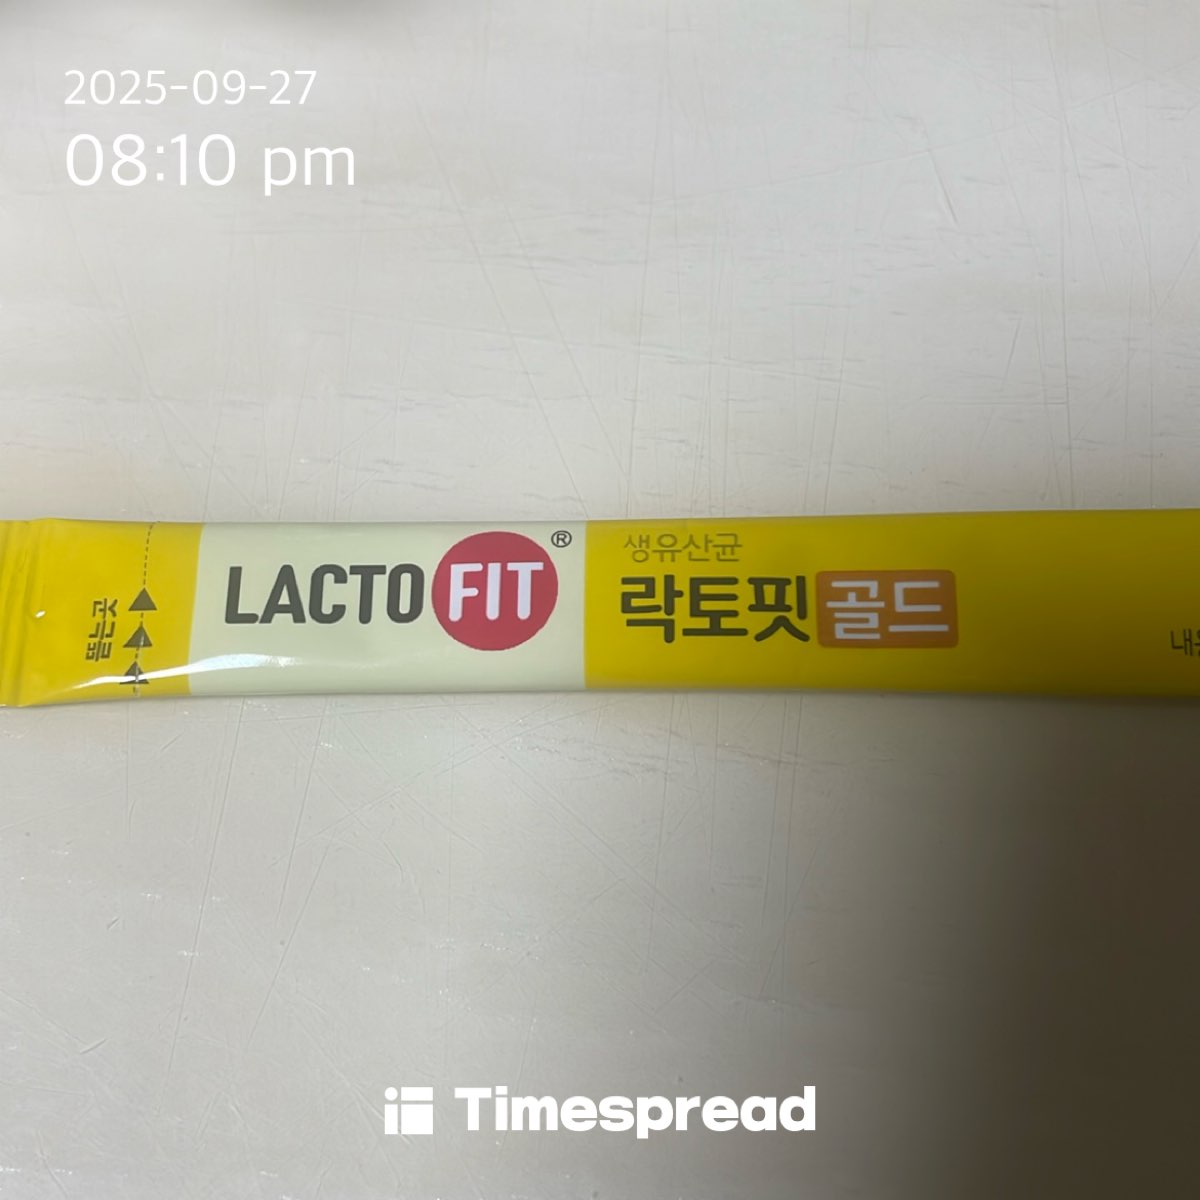 2025-09-27
08:10 pm
뜯는곳
LACTO FIT®
생유산균
락토핏 골드
Timespread